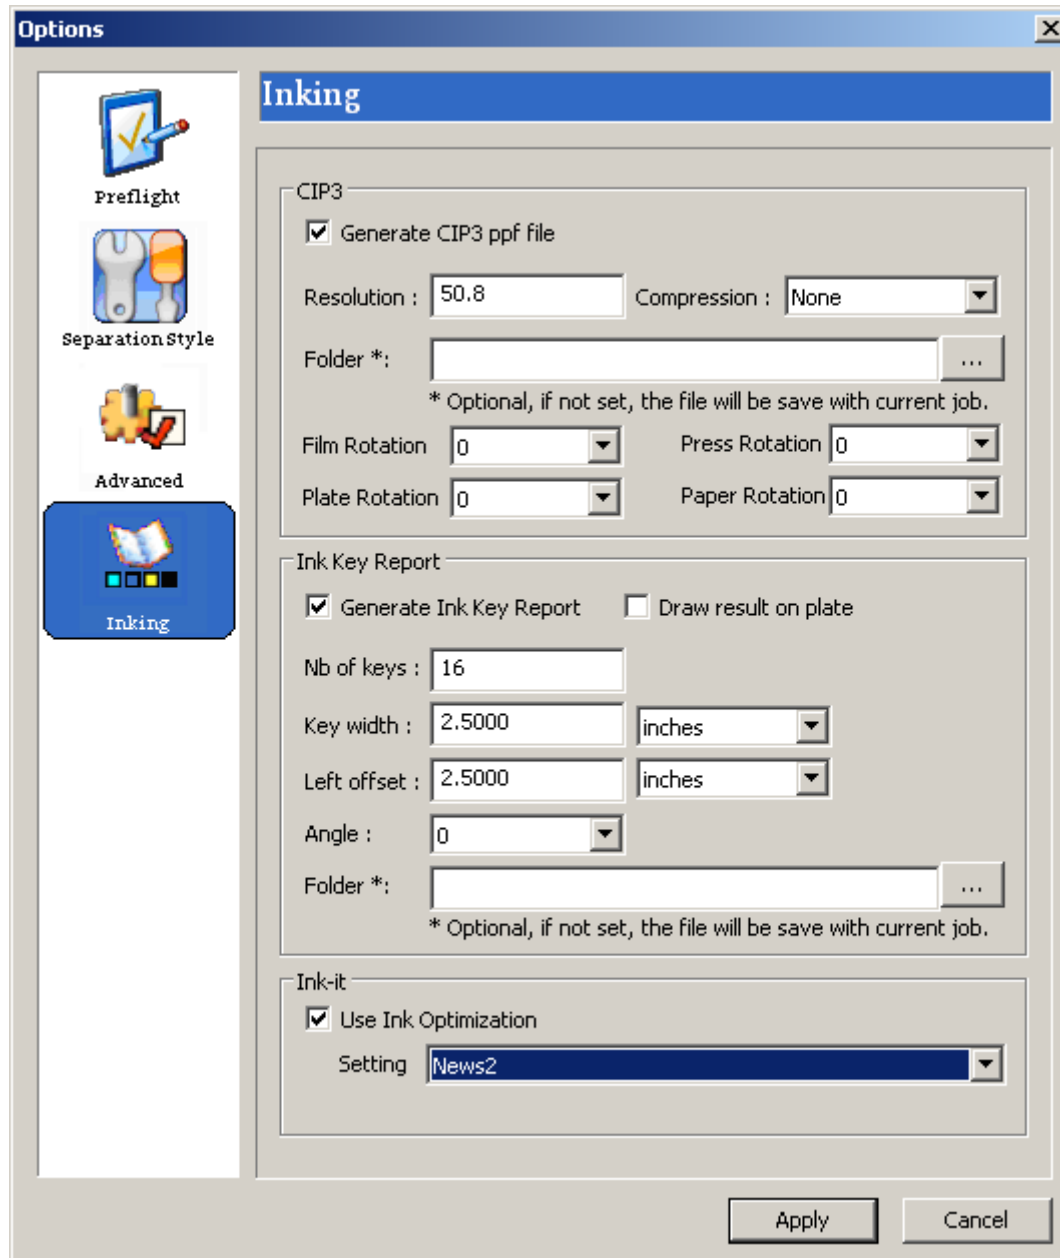 Options
Preflight
Separation Style
Advanced
Inking
Inking
CIP3
Generate CIP3 ppf file
Resolution : 50.8 Compression : None
Folder *: ...
* Optional, if not set, the file will be save with current job.
Film Rotation 0 Press Rotation 0
Plate Rotation 0 Paper Rotation 0
Ink Key Report
Generate Ink Key Report Draw result on plate
Nb of keys : 16
Key width : 2.5000 inches
Left offset : 2.5000 inches
Angle : 0
Folder *: ...
* Optional, if not set, the file will be save with current job.
Ink-it
Use Ink Optimization
Setting News2
Apply Cancel